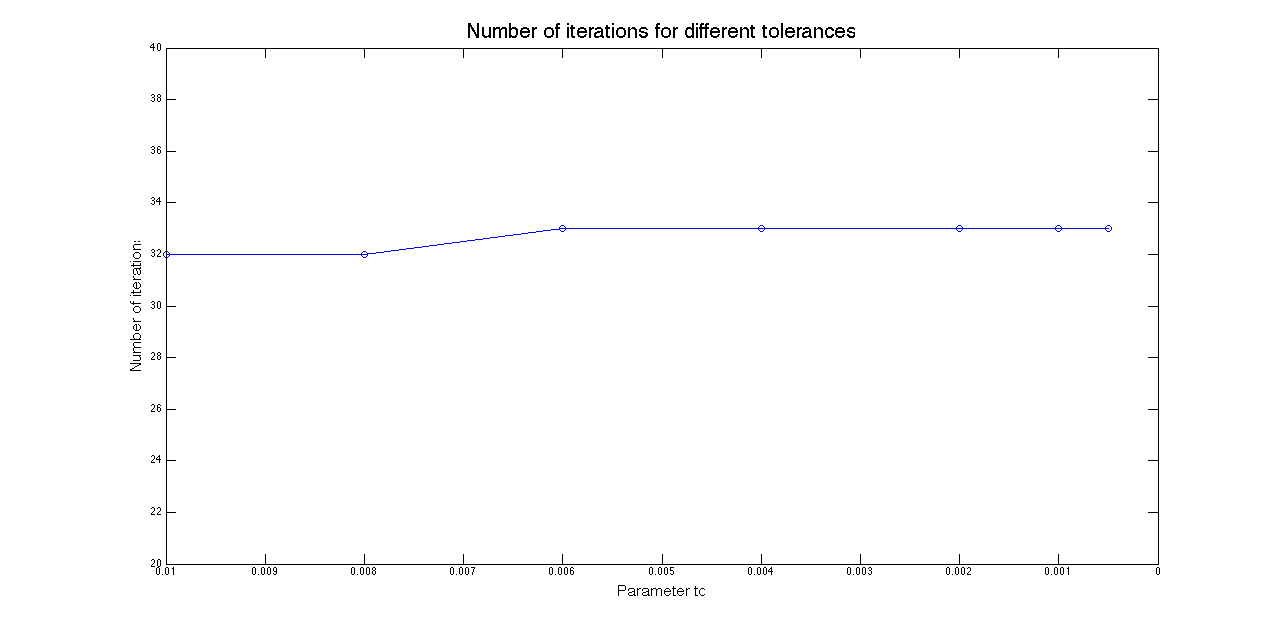 Number of iterations for different tolerances
40
38
36
34
32
30
28
26
24
22
20
Number of iteration
0.01 0.009 0.008 0.007 0.006 0.005 0.004 0.003 0.002 0.001 0
Parameter tc